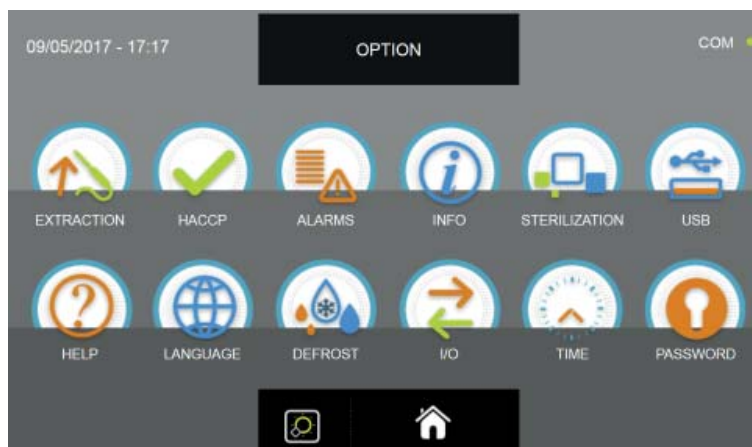 09/05/2017 - 17:17
OPTION
COM
EXTRACTION
HACCP
ALARMS
INFO
STERILIZATION
USB
HELP
LANGUAGE
DEFROST
I/O
TIME
PASSWORD